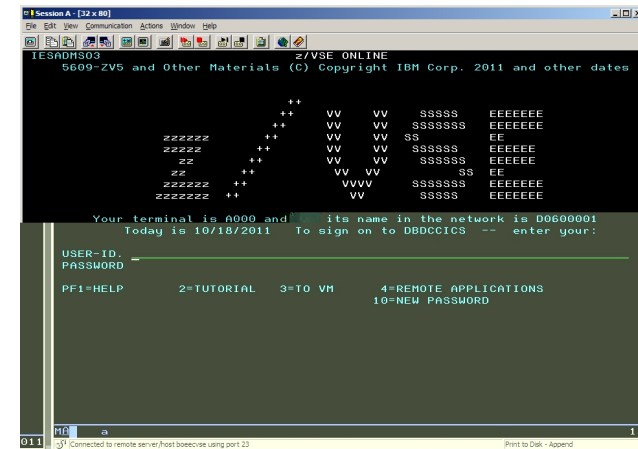 Session A - [32 x 80]
File Edit View Communication Actions Window Help
IESADMSO3 z/VSE ONLINE
5609-ZV5 and Other Materials (C) Copyright IBM Corp. 2011 and other dates
++
++ VV VV SSSSS EEEEEEE
++ VV VV SSSSSSS EEEEEEE
zzzzzz ++ VV VV SS EE
zzzzz ++ VV VV SSSSSS EEEEEEE
zz ++ VV VV SSSSSS EEEEEEE
zz ++ VV VV SS EE
zzzzzz ++ VVVV SSSSSSS EEEEEEE
zzzzzzz ++ VV SSSSS EEEEEEE
Your terminal is A000 and its name in the network is D0600001
Today is 10/18/2011 To sign on to DBDCCICS -- enter your:
USER-ID.
PASSWORD
PF1=HELP 2=TUTORIAL 3=TO VM 4=REMOTE APPLICATIONS
10=NEW PASSWORD
MA a 1
011 Connected to remote server/host boeecvse using port 23 Print to Disk - Append